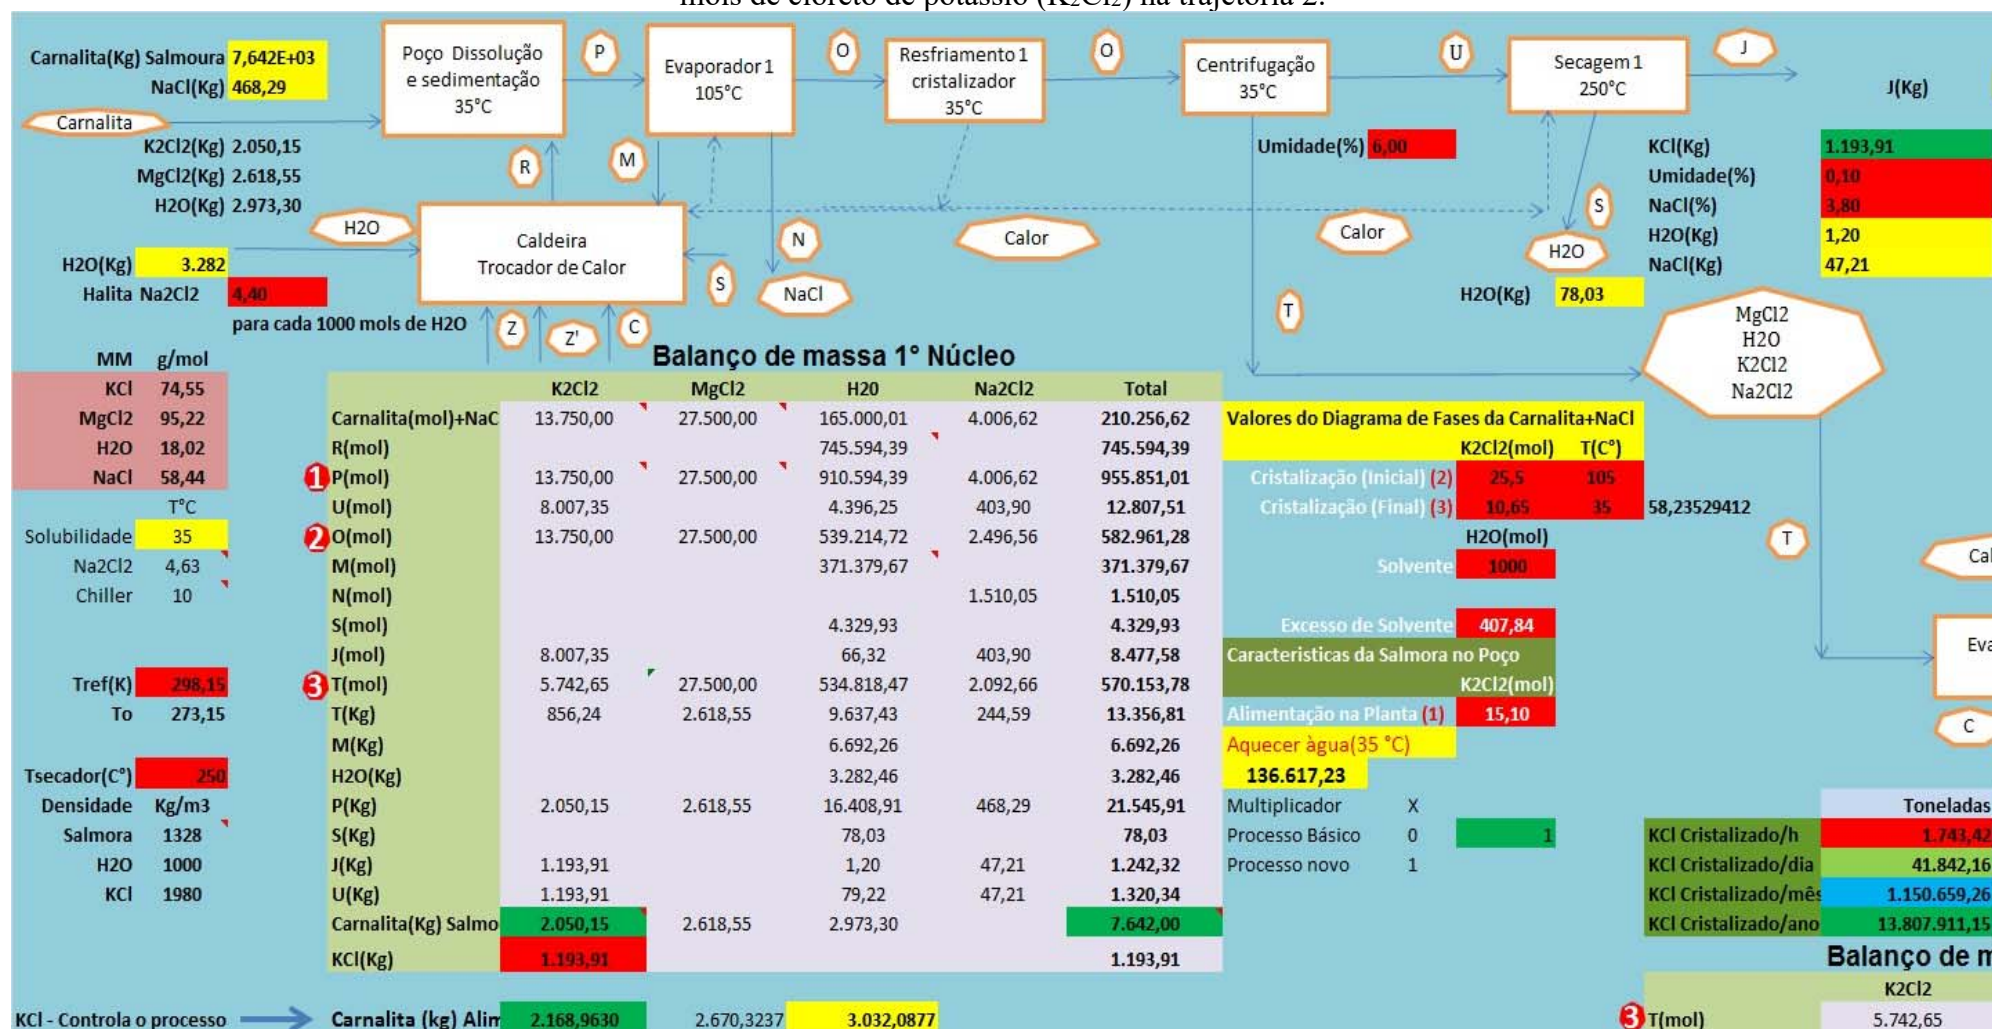 mols de cloreto de potássio (K2Cl2) na trajetória 2.
Carnalita(Kg) Salmoura 7,642E+03
NaCl(Kg) 468,29
Carnalita
K2Cl2(Kg) 2.050,15
MgCl2(Kg) 2.618,55
H2O(Kg) 2.973,30
Poço Dissolução
e sedimentação
35°C
P
Evaporador 1
105°C
O
Resfriamento 1
cristalizador
35°C
O
Centrifugação
35°C
U
Secagem 1
250°C
J
J(Kg)
R
M
Umidade(%) 6,00
KCl(Kg) 1.193,91
Umidade(%) 0,10
NaCl(%) 3,80
H2O(Kg) 1,20
NaCl(Kg) 47,21
H2O
Caldeira
Trocador de Calor
S
N
NaCl
Calor
Calor
S
H2O
H2O(Kg) 78,03
H2O(Kg) 3.282
Halita Na2Cl2 4,40
para cada 1000 mols de H2O
Z
Z'
C
T
MgCl2
H2O
K2Cl2
Na2Cl2
MM g/mol
KCl 74,55
MgCl2 95,22
H2O 18,02
NaCl 58,44
T°C
Solubilidade 35
Na2Cl2 4,63
Chiller 10
Tref(K) 298,15
To 273,15
Tsecador(C°) 250
Densidade Kg/m3
Salmora 1328
H2O 1000
KCl 1980
Balanço de massa 1° Núcleo
K2Cl2 MgCl2 H20 Na2Cl2 Total
Carnalita(mol)+NaC 13.750,00 27.500,00 165.000,01 4.006,62 210.256,62
R(mol) 745.594,39 745.594,39
1 P(mol) 13.750,00 27.500,00 910.594,39 4.006,62 955.851,01
U(mol) 8.007,35 4.396,25 403,90 12.807,51
2 O(mol) 13.750,00 27.500,00 539.214,72 2.496,56 582.961,28
M(mol) 371.379,67 371.379,67
N(mol) 1.510,05 1.510,05
S(mol) 4.329,93 4.329,93
J(mol) 8.007,35 66,32 403,90 8.477,58
3 T(mol) 5.742,65 27.500,00 534.818,47 2.092,66 570.153,78
T(Kg) 856,24 2.618,55 9.637,43 244,59 13.356,81
M(Kg) 6.692,26 6.692,26
H2O(Kg) 3.282,46 3.282,46
P(Kg) 2.050,15 2.618,55 16.408,91 468,29 21.545,91
S(Kg) 78,03 78,03
J(Kg) 1.193,91 1,20 47,21 1.242,32
U(Kg) 1.193,91 79,22 47,21 1.320,34
Carnalita(Kg) Salmo 2.050,15 2.618,55 2.973,30 7.642,00
KCl(Kg) 1.193,91 1.193,91
KCl - Controla o processo Carnalita (kg) Alim 2.168,9630 2.670,3237 3.032,0877
Valores do Diagrama de Fases da Carnalita+NaCl
K2Cl2(mol) T(C°)
Cristalização (Inicial) (2) 25,5 105
Cristalização (Final) (3) 10,65 35 58,23529412
H2O(mol)
Solvente 1000
Excesso de Solvente 407,84
Caracteristicas da Salmora no Poço
K2Cl2(mol)
Alimentação na Planta (1) 15,10
Aquecer àgua(35 °C)
136.617,23
Multiplicador X
Processo Básico 0 1
Processo novo 1
T
Cal
Eva
C
Toneladas
KCl Cristalizado/h 1.743,42
KCl Cristalizado/dia 41.842,16
KCl Cristalizado/mês 1.150.659,26
KCl Cristalizado/ano 13.807.911,15
Balanço de m
K2Cl2
3 T(mol) 5.742,65